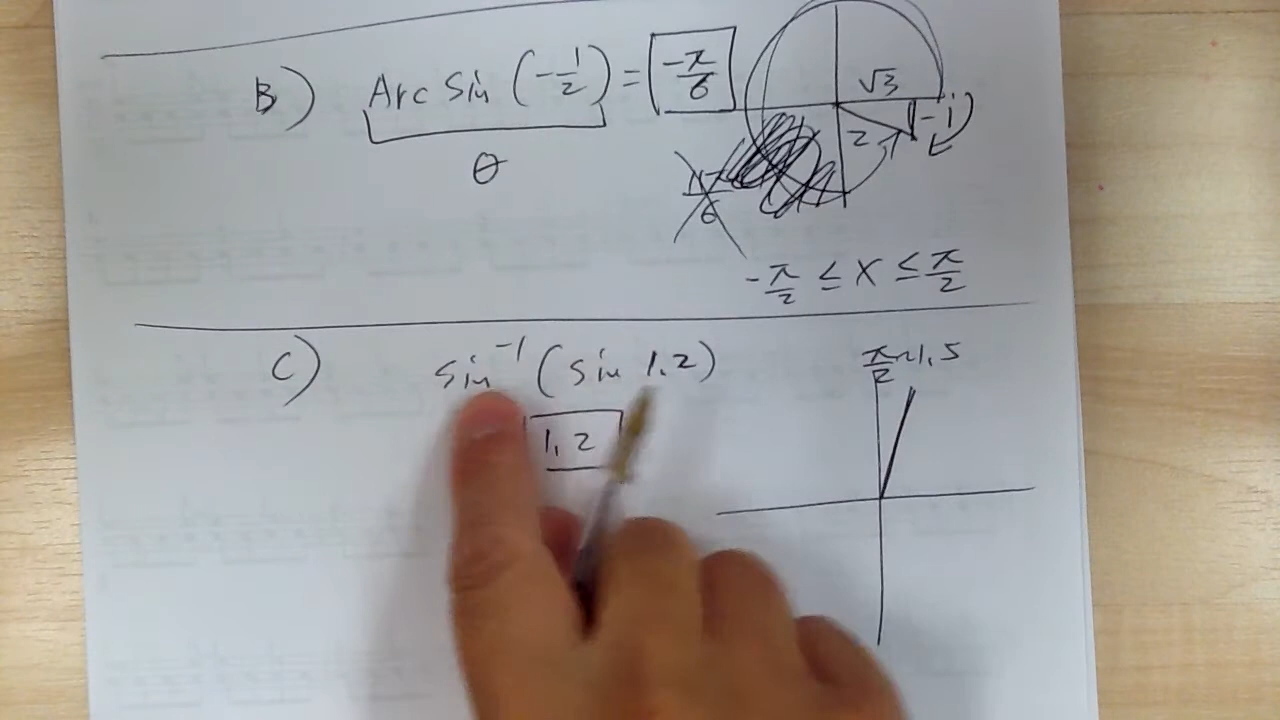 B) Arc Sin (-1/2) = -π/6
√3
-1
2
θ
-π/2 ≤ x ≤ π/2
C) sin⁻¹ (sin 1.2)
π/2 ~1.5
1.2